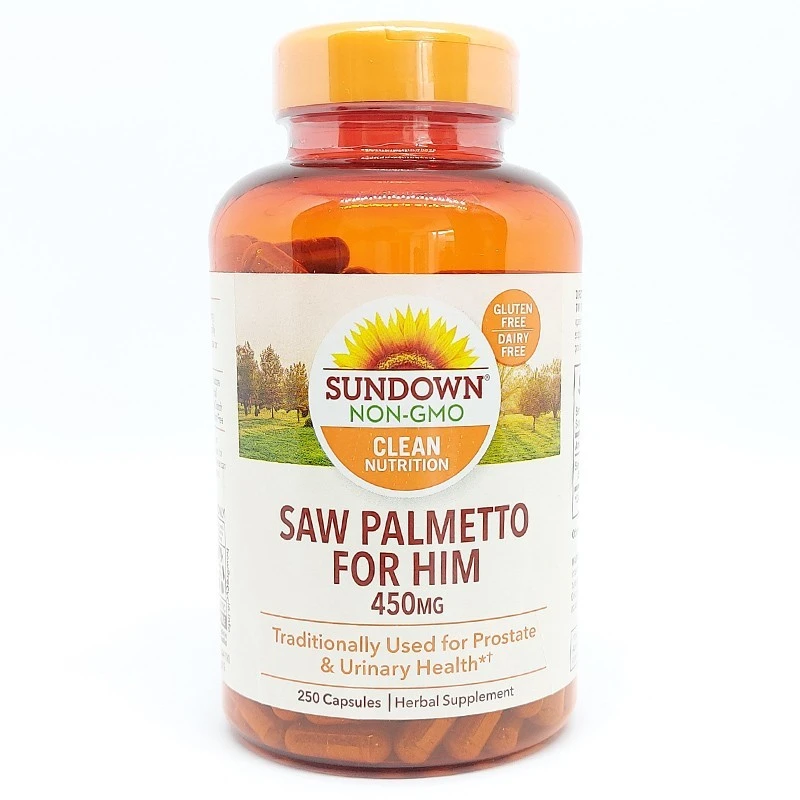 GLUTEN
FREE
DAIRY
FREE
SUNDOWN®
NON-GMO
CLEAN
NUTRITION
SAW PALMETTO
FOR HIM
450MG
Traditionally Used for Prostate
& Urinary Health*†
250 Capsules | Herbal Supplement